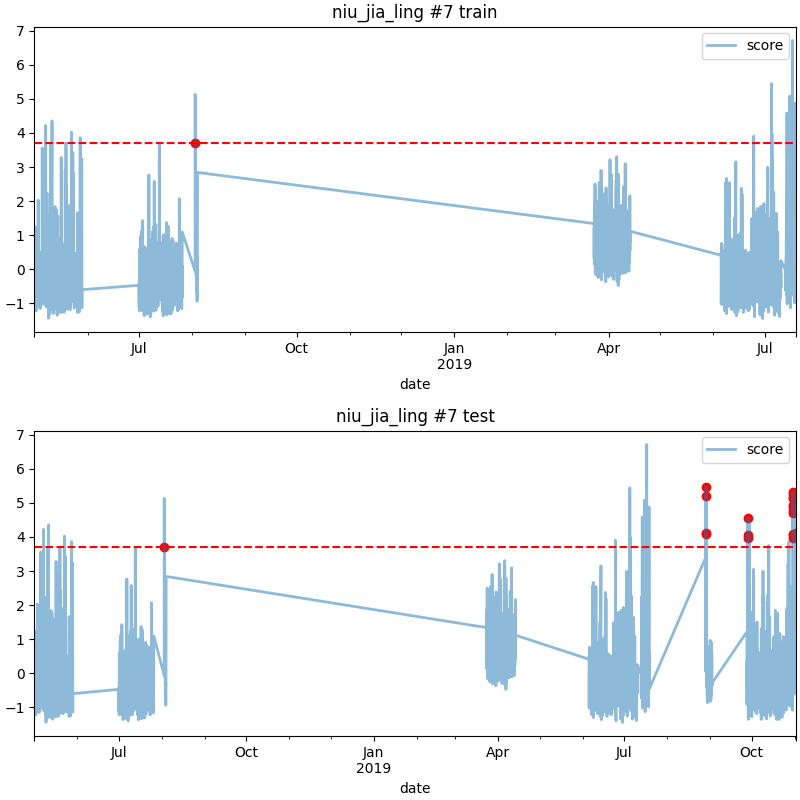 niu_jia_ling #7 train
score
7
6
5
4
3
2
1
0
−1
Jul
Oct
Jan
2019
Apr
Jul
date
niu_jia_ling #7 test
score
7
6
5
4
3
2
1
0
−1
Jul
Oct
Jan
2019
Apr
Jul
Oct
date